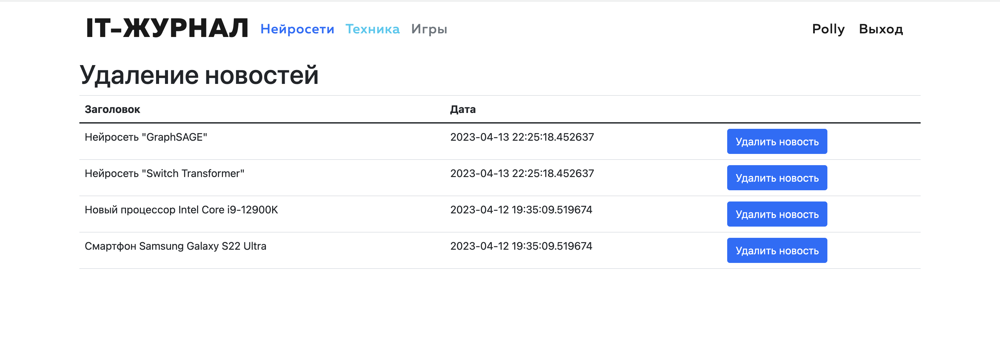 IT-ЖУРНАЛ Нейросети Техника Игры Polly Выход
Удаление новостей
Заголовок Дата
Нейросеть "GraphSAGE" 2023-04-13 22:25:18.452637 Удалить новость
Нейросеть "Switch Transformer" 2023-04-13 22:25:18.452637 Удалить новость
Новый процессор Intel Core i9-12900K 2023-04-12 19:35:09.519674 Удалить новость
Смартфон Samsung Galaxy S22 Ultra 2023-04-12 19:35:09.519674 Удалить новость